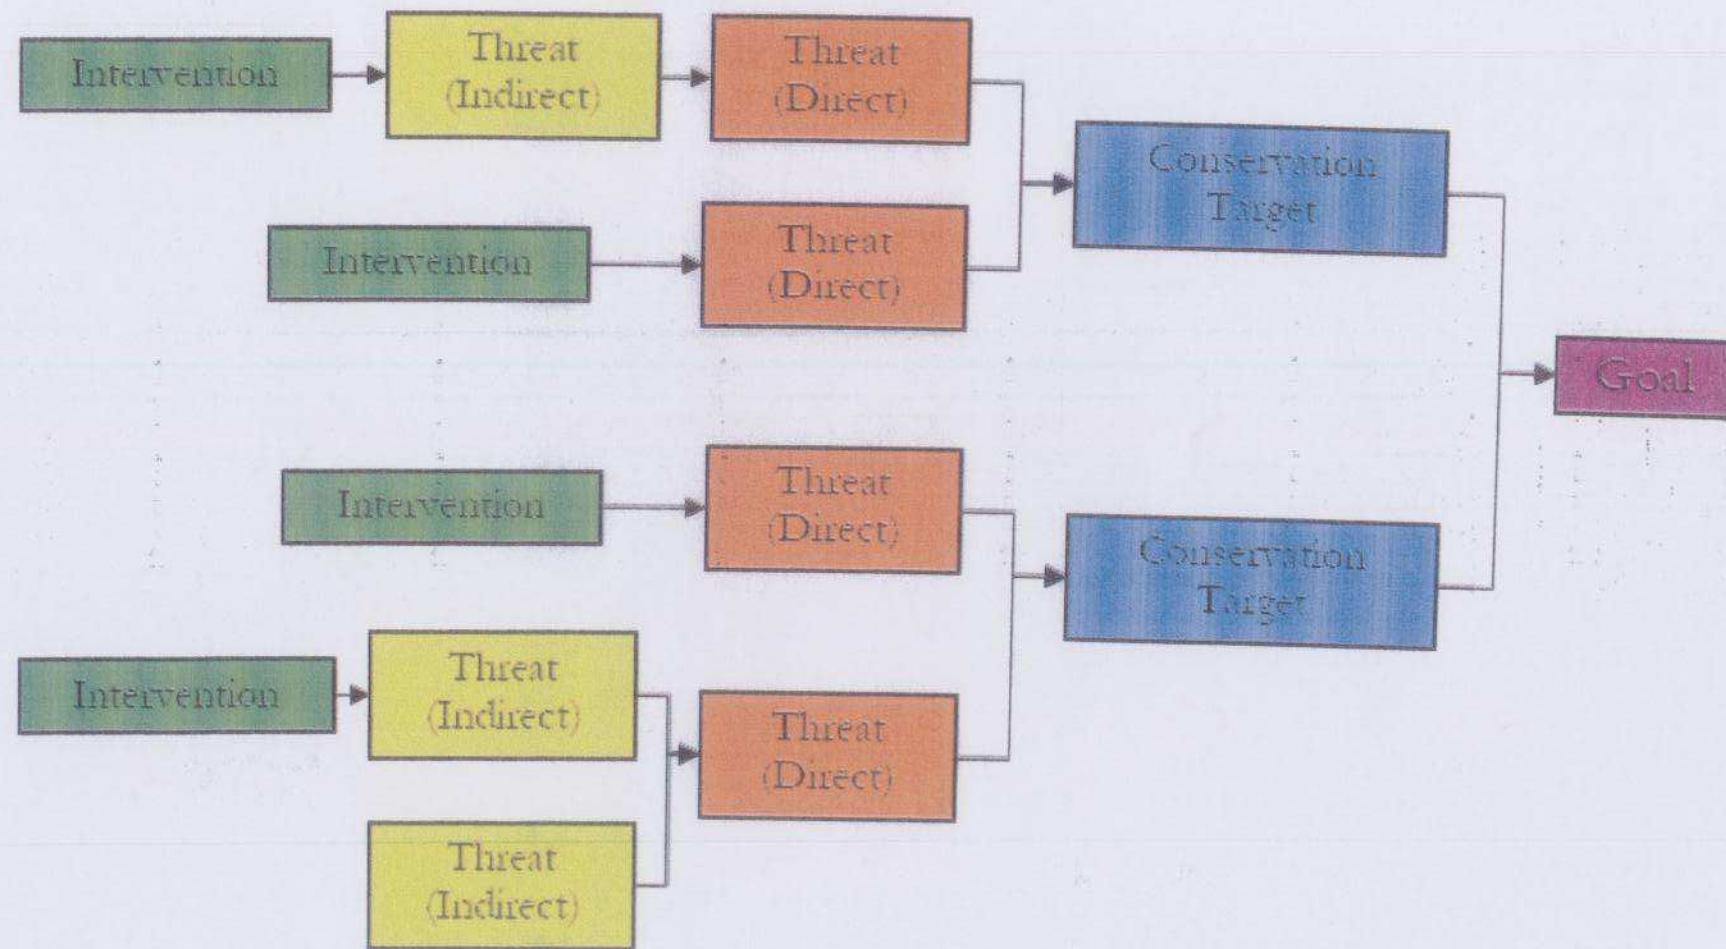 Intervention
Threat
(Indirect)
Threat
(Direct)
Conservation
Target
Intervention
Threat
(Direct)
Goal
Intervention
Threat
(Direct)
Conservation
Target
Intervention
Threat
(Indirect)
Threat
(Direct)
Threat
(Indirect)